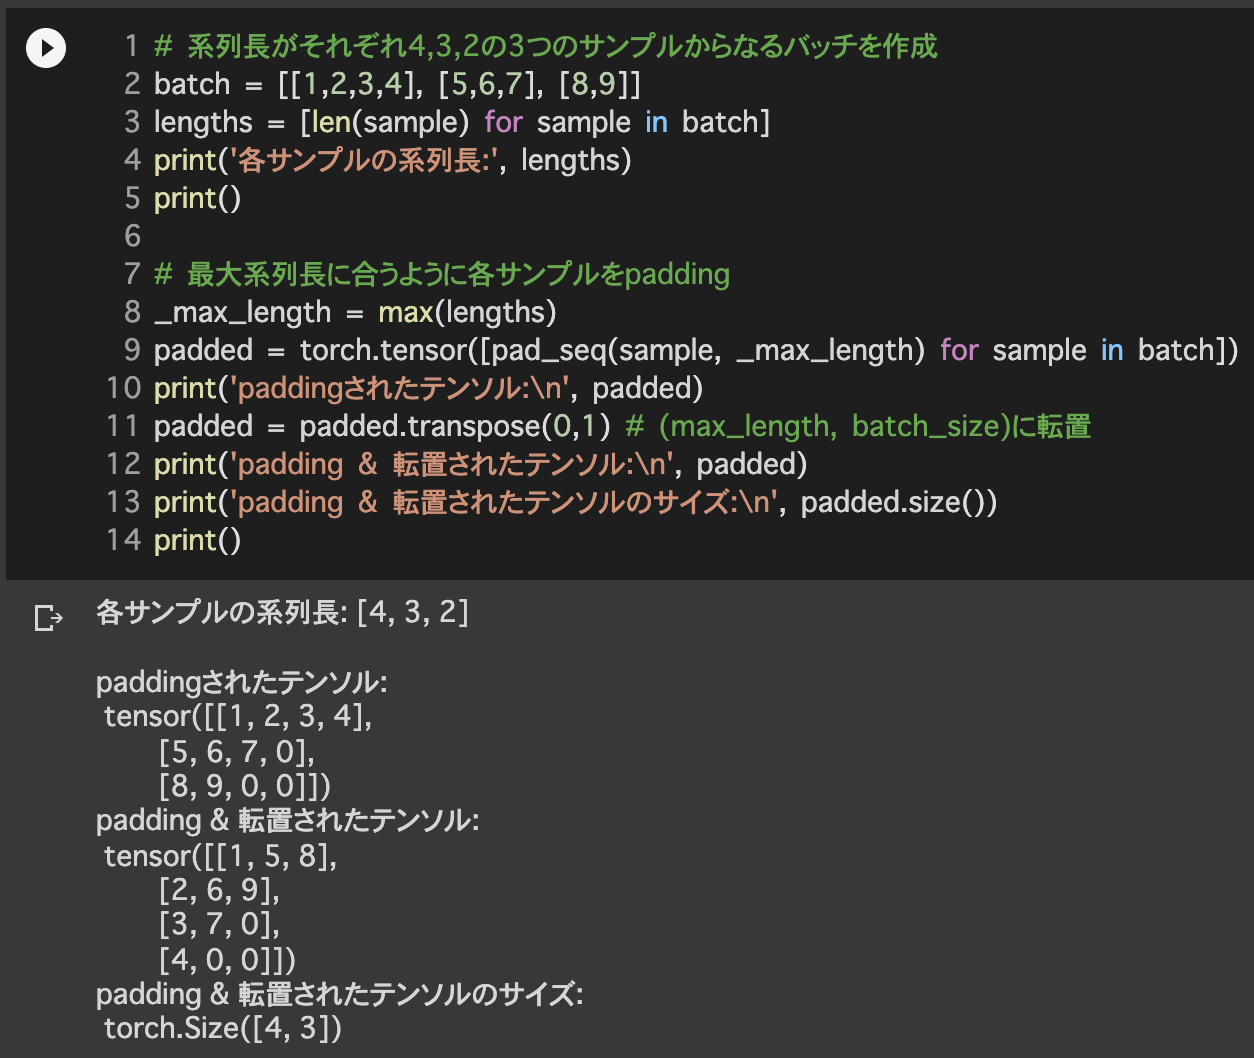 1 # 系列長がそれぞれ4,3,2の3つのサンプルからなるバッチを作成
2 batch = [[1,2,3,4], [5,6,7], [8,9]]
3 lengths = [len(sample) for sample in batch]
4 print('各サンプルの系列長:', lengths)
5 print()
6
7 # 最大系列長に合うように各サンプルをpadding
8 _max_length = max(lengths)
9 padded = torch.tensor([pad_seq(sample, _max_length) for sample in batch])
10 print('paddingされたテンソル:\n', padded)
11 padded = padded.transpose(0,1) # (max_length, batch_size)に転置
12 print('padding & 転置されたテンソル:\n', padded)
13 print('padding & 転置されたテンソルのサイズ:\n', padded.size())
14 print()
各サンプルの系列長: [4, 3, 2]
paddingされたテンソル:
tensor([[1, 2, 3, 4],
[5, 6, 7, 0],
[8, 9, 0, 0]])
padding & 転置されたテンソル:
tensor([[1, 5, 8],
[2, 6, 9],
[3, 7, 0],
[4, 0, 0]])
padding & 転置されたテンソルのサイズ:
torch.Size([4, 3])